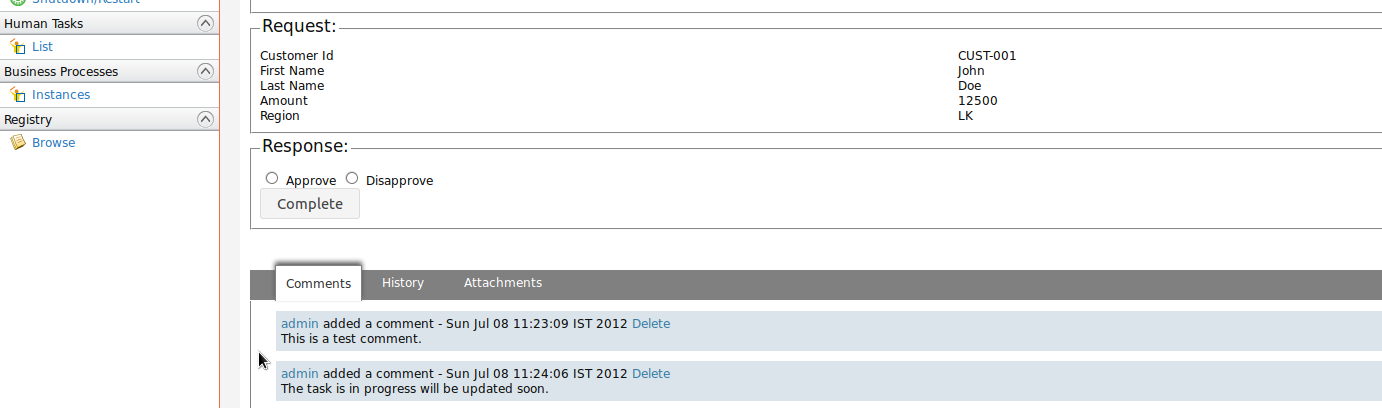 Shutdown/Restart
Human Tasks
List
Business Processes
Instances
Registry
Browse
Request:
Customer Id CUST-001
First Name John
Last Name Doe
Amount 12500
Region LK
Response:
Approve Disapprove
Complete
Comments History Attachments
admin added a comment - Sun Jul 08 11:23:09 IST 2012 Delete
This is a test comment.
admin added a comment - Sun Jul 08 11:24:06 IST 2012 Delete
The task is in progress will be updated soon.